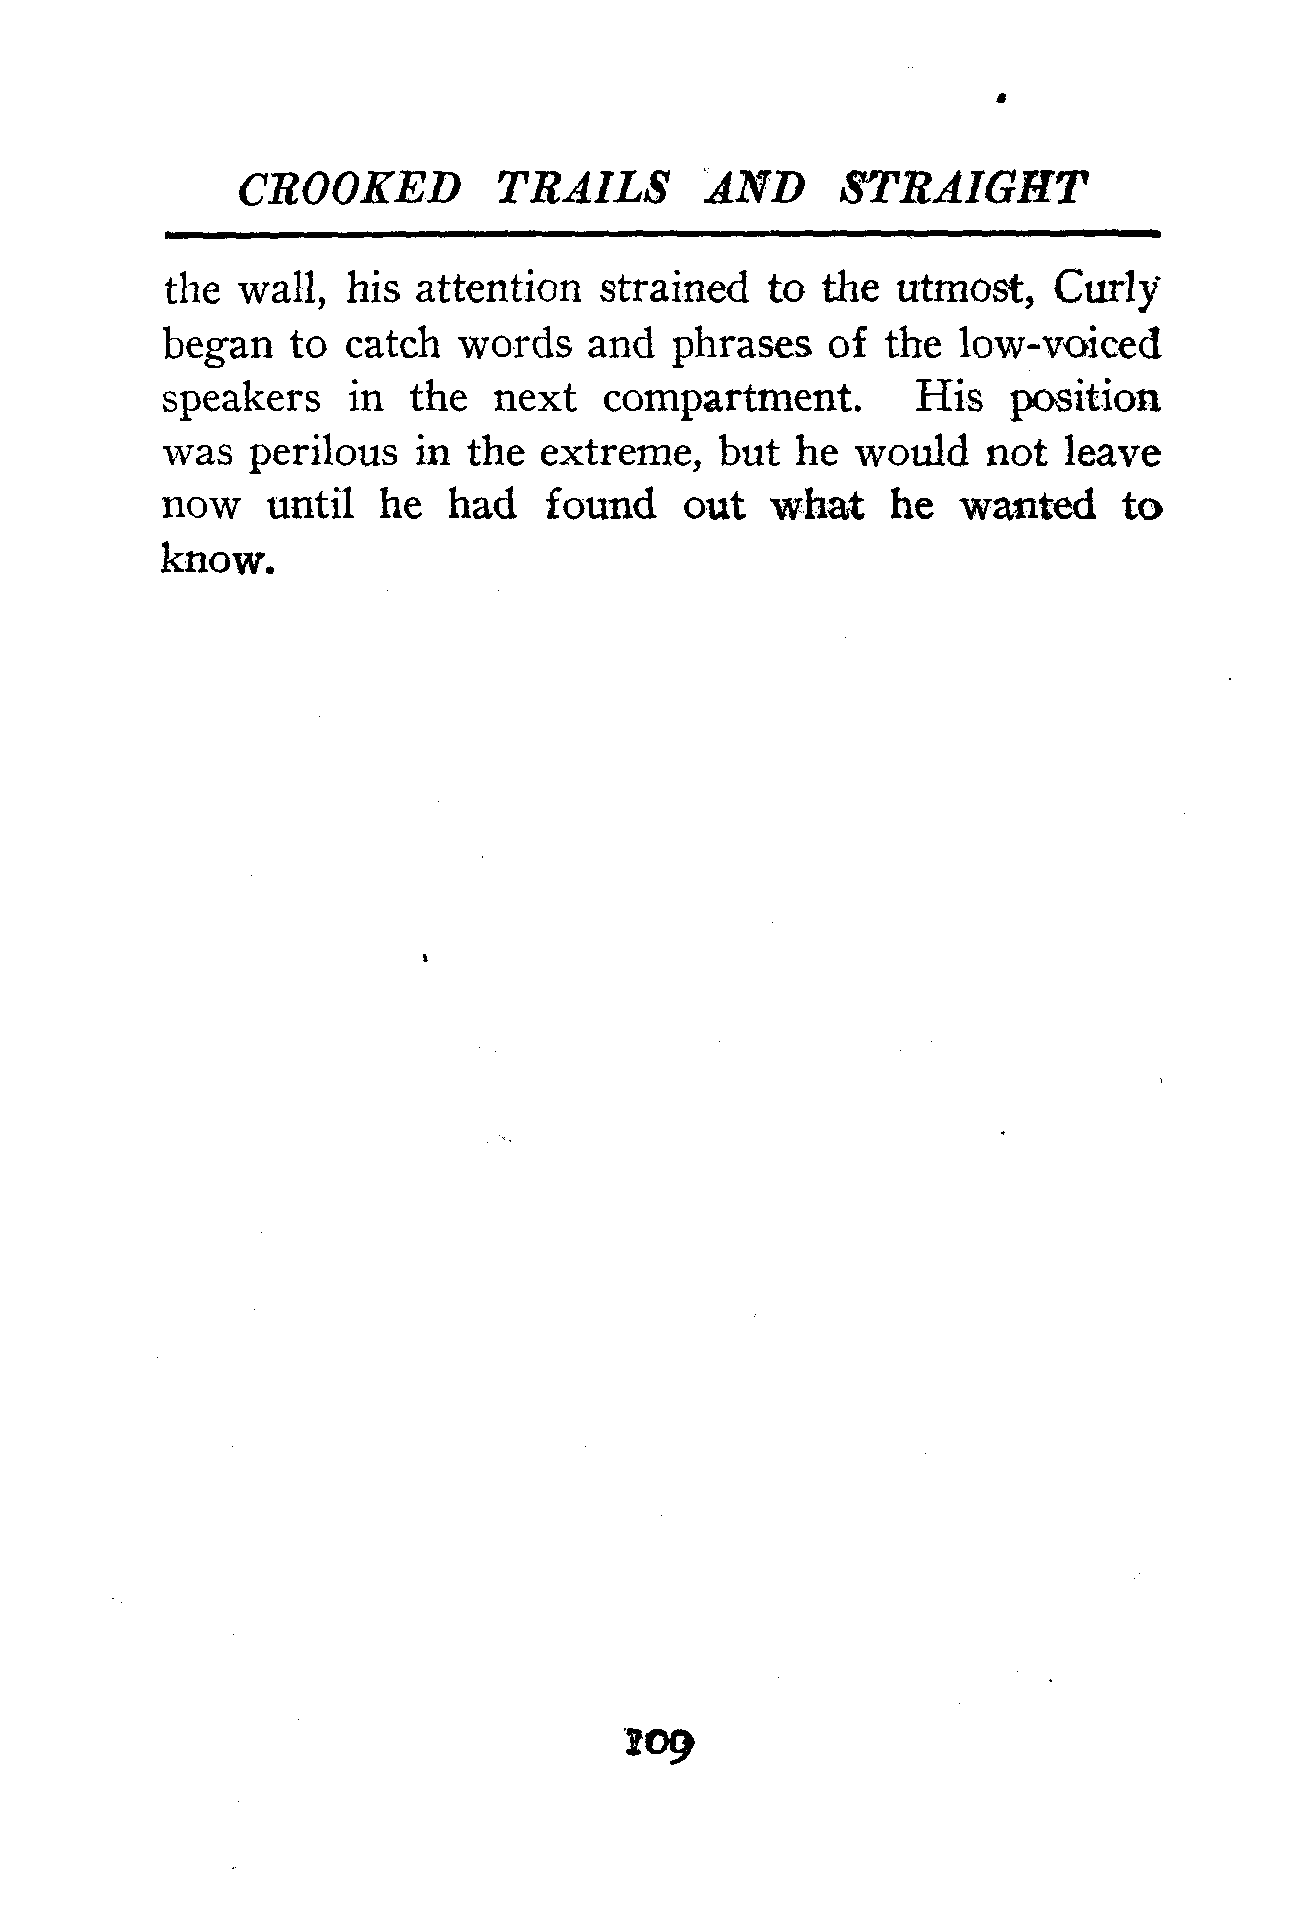 CROOKED TRAILS AND STRAIGHT
the wall, his attention strained to the utmost, Curly
began to catch words and phrases of the low-voiced
speakers in the next compartment. His position
was perilous in the extreme, but he would not leave
now until he had found out what he wanted to
know.
109